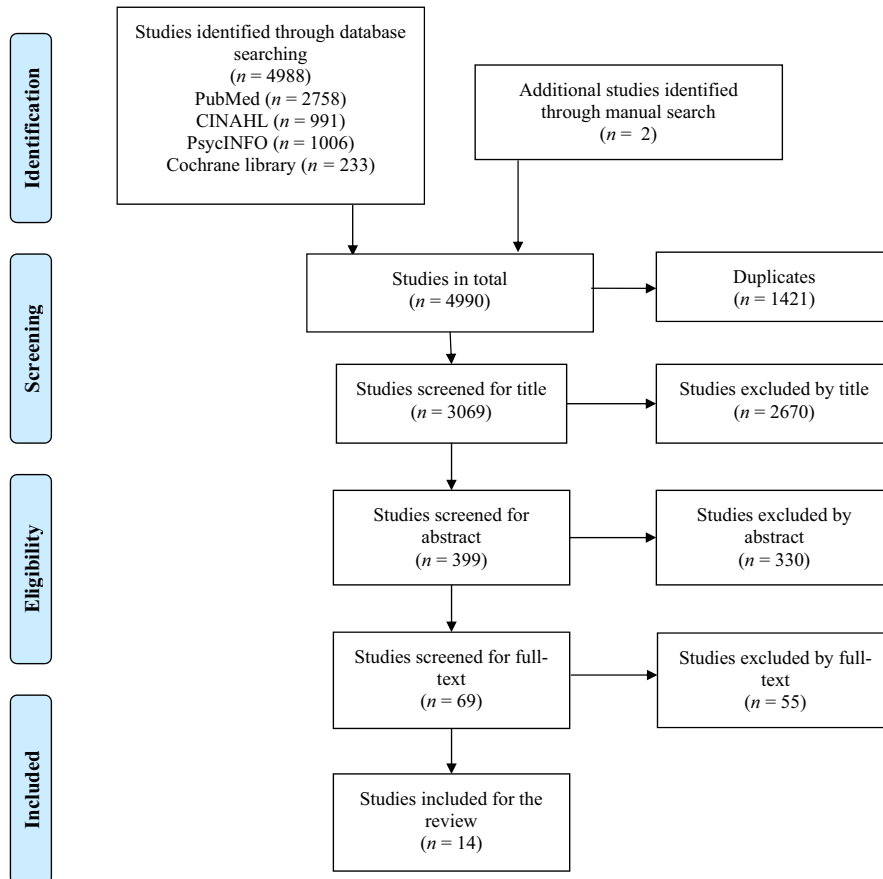 Identification
Studies identified through database
searching
(n = 4988)
PubMed (n = 2758)
CINAHL (n = 991)
PsycINFO (n = 1006)
Cochrane library (n = 233)
Additional studies identified
through manual search
(n = 2)
Screening
Studies in total
(n = 4990)
Duplicates
(n = 1421)
Studies screened for title
(n = 3069)
Studies excluded by title
(n = 2670)
Eligibility
Studies screened for
abstract
(n = 399)
Studies excluded by
abstract
(n = 330)
Studies screened for full-
text
(n = 69)
Studies excluded by full-
text
(n = 55)
Included
Studies included for the
review
(n = 14)